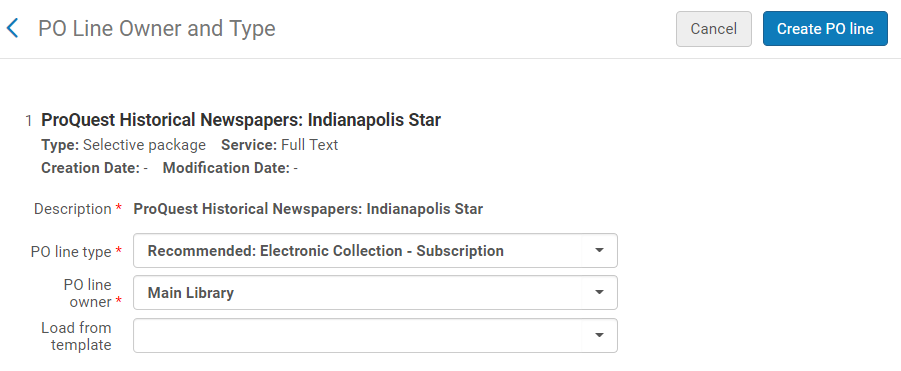 PO Line Owner and Type
Cancel
Create PO line
1 ProQuest Historical Newspapers: Indianapolis Star
Type: Selective package Service: Full Text
Creation Date: - Modification Date: -
Description * ProQuest Historical Newspapers: Indianapolis Star
PO line type * Recommended: Electronic Collection - Subscription
PO line
owner * Main Library
Load from
template